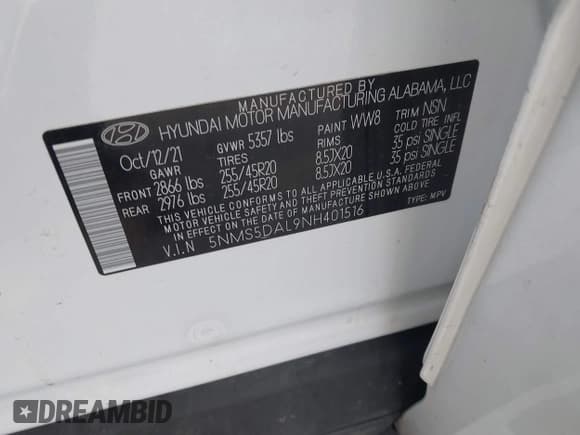 MANUFACTURED BY
HYUNDAI MOTOR MANUFACTURING ALABAMA, LLC
Oct/12/21 GVWR 5357 lbs PAINT WW8 TRIM NSN
GAWR TIRES RIMS COLD TIRE INFL
FRONT 2866 lbs 255/45R20 8.5JX20 35 psi SINGLE
REAR 2976 lbs 255/45R20 8.5JX20 35 psi SINGLE
THIS VEHICLE CONFORMS TO ALL APPLICABLE U.S.A. FEDERAL
MOTOR VEHICLE SAFETY AND THEFT PREVENTION STANDARDS
IN EFFECT ON THE DATE OF MANUFACTURE SHOWN ABOVE.
V.I.N 5NMS5DAL9NH401516 TYPE: MPV
DREAMBID